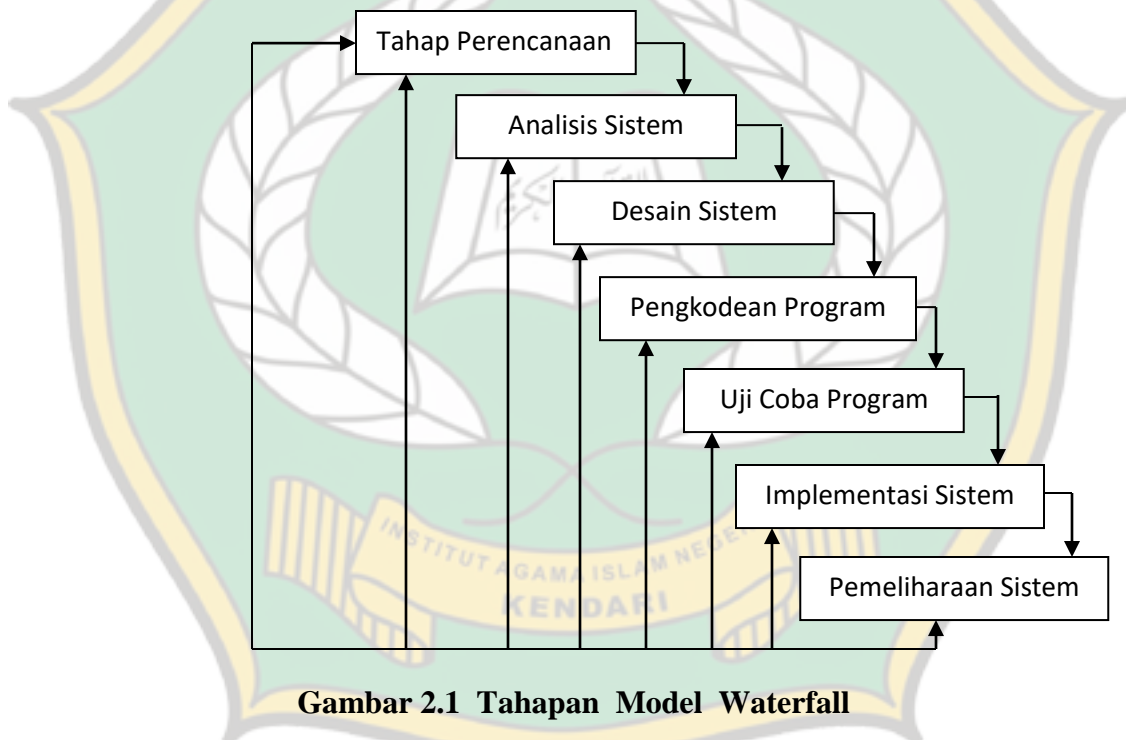 Tahap Perencanaan
Analisis Sistem
Desain Sistem
Pengkodean Program
Uji Coba Program
Implementasi Sistem
INSTITUT AGAMA ISLAM NEGERI
Pemeliharaan Sistem
KENDARI
Gambar 2.1 Tahapan Model Waterfall